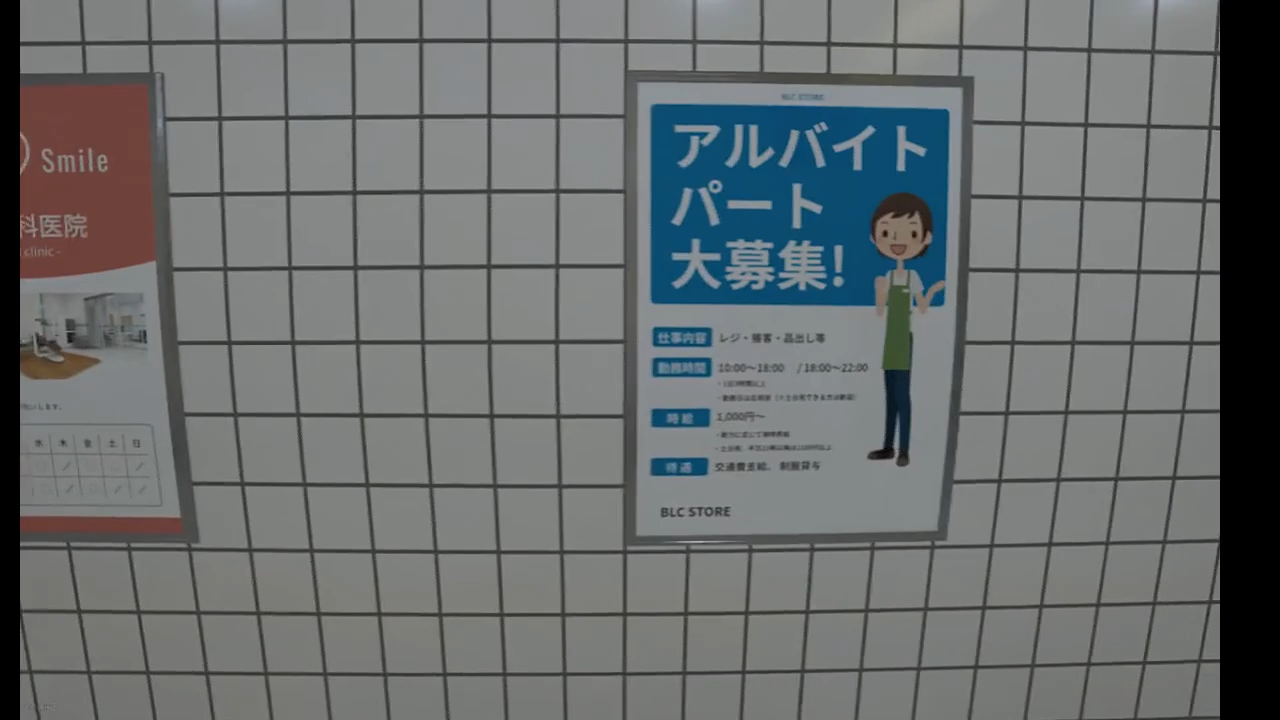 Smile
科医院
clinic -
水 木 金 土 日
BLC STORE
アルバイト
パート
大募集!
仕事内容 レジ・接客・品出し等
勤務時間 10:00〜18:00 / 18:00〜22:00
時給 1,000円〜
待遇 交通費支給、制服貸与
BLC STORE